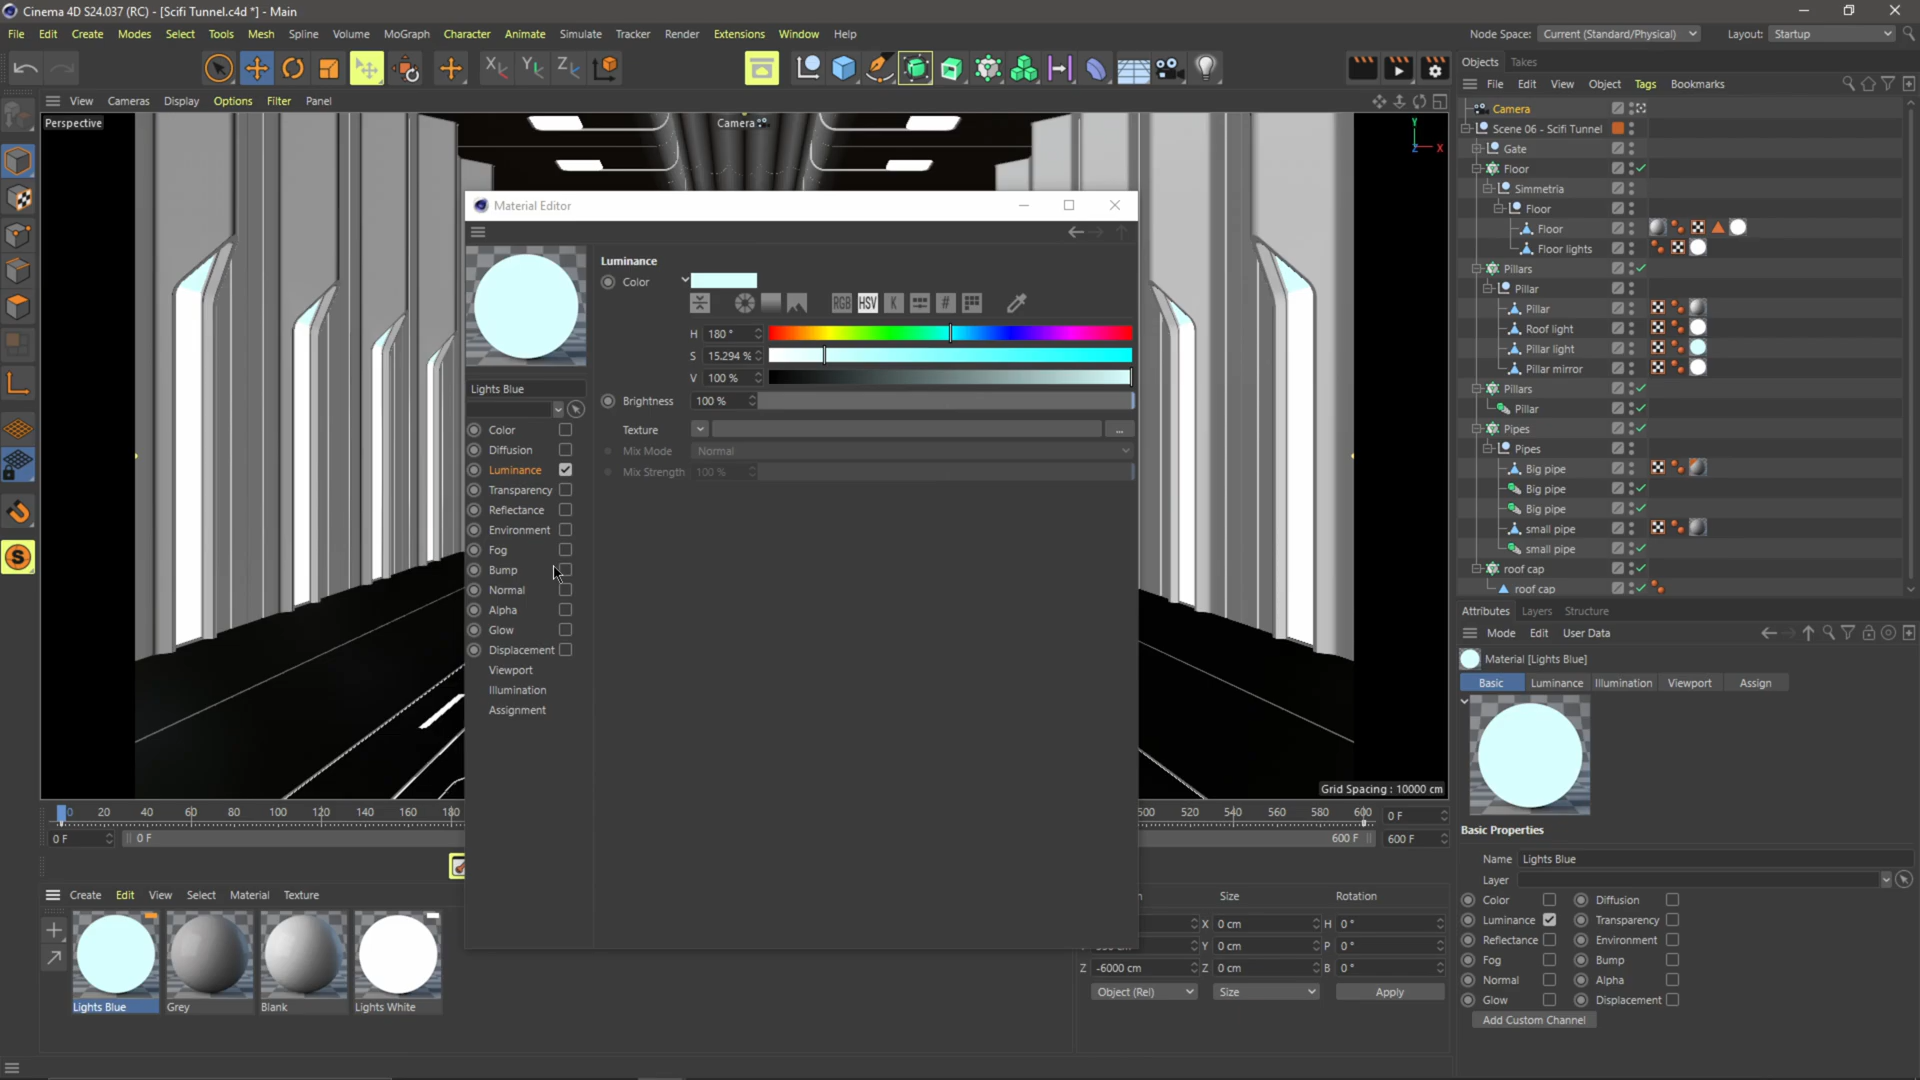 Cinema 4D S24.037 (RC) - [Scifi Tunnel.c4d *] - Main
File Edit Create Modes Select Tools Mesh Spline Volume MoGraph Character Animate Simulate Tracker Render Extensions Window Help
Node Space: Current (Standard/Physical) Layout: Startup
View Cameras Display Options Filter Panel
Perspective
Camera
Y
X
Z
Grid Spacing : 10000 cm
Material Editor
Lights Blue
Color
Diffusion
Luminance
Transparency
Reflectance
Environment
Fog
Bump
Normal
Alpha
Glow
Displacement
Viewport
Illumination
Assignment
Luminance
Color
RGB HSV K #
H 180 °
S 15.294 %
V 100 %
Brightness 100 %
Texture ...
Mix Mode Normal
Mix Strength 100 %
0 20 40 60 80 100 120 140 160 180 500 520 540 560 580 600 0 F
0 F 0 F 600 F 600 F
Create Edit View Select Material Texture
Lights Blue Grey Blank Lights White
Size Rotation
X 0 cm H 0 °
Y 0 cm P 0 °
Z -6000 cm Z 0 cm B 0 °
Object (Rel) Size Apply
Objects Takes
File Edit View Object Tags Bookmarks
Camera
Scene 06 - Scifi Tunnel
Gate
Floor
Simmetria
Floor
Floor
Floor lights
Pillars
Pillar
Pillar
Roof light
Pillar light
Pillar mirror
Pillars
Pillar
Pipes
Pipes
Big pipe
Big pipe
Big pipe
small pipe
small pipe
roof cap
roof cap
Attributes Layers Structure
Mode Edit User Data
Material [Lights Blue]
Basic Luminance Illumination Viewport Assign
Basic Properties
Name Lights Blue
Layer
Color Diffusion
Luminance Transparency
Reflectance Environment
Fog Bump
Normal Alpha
Glow Displacement
Add Custom Channel